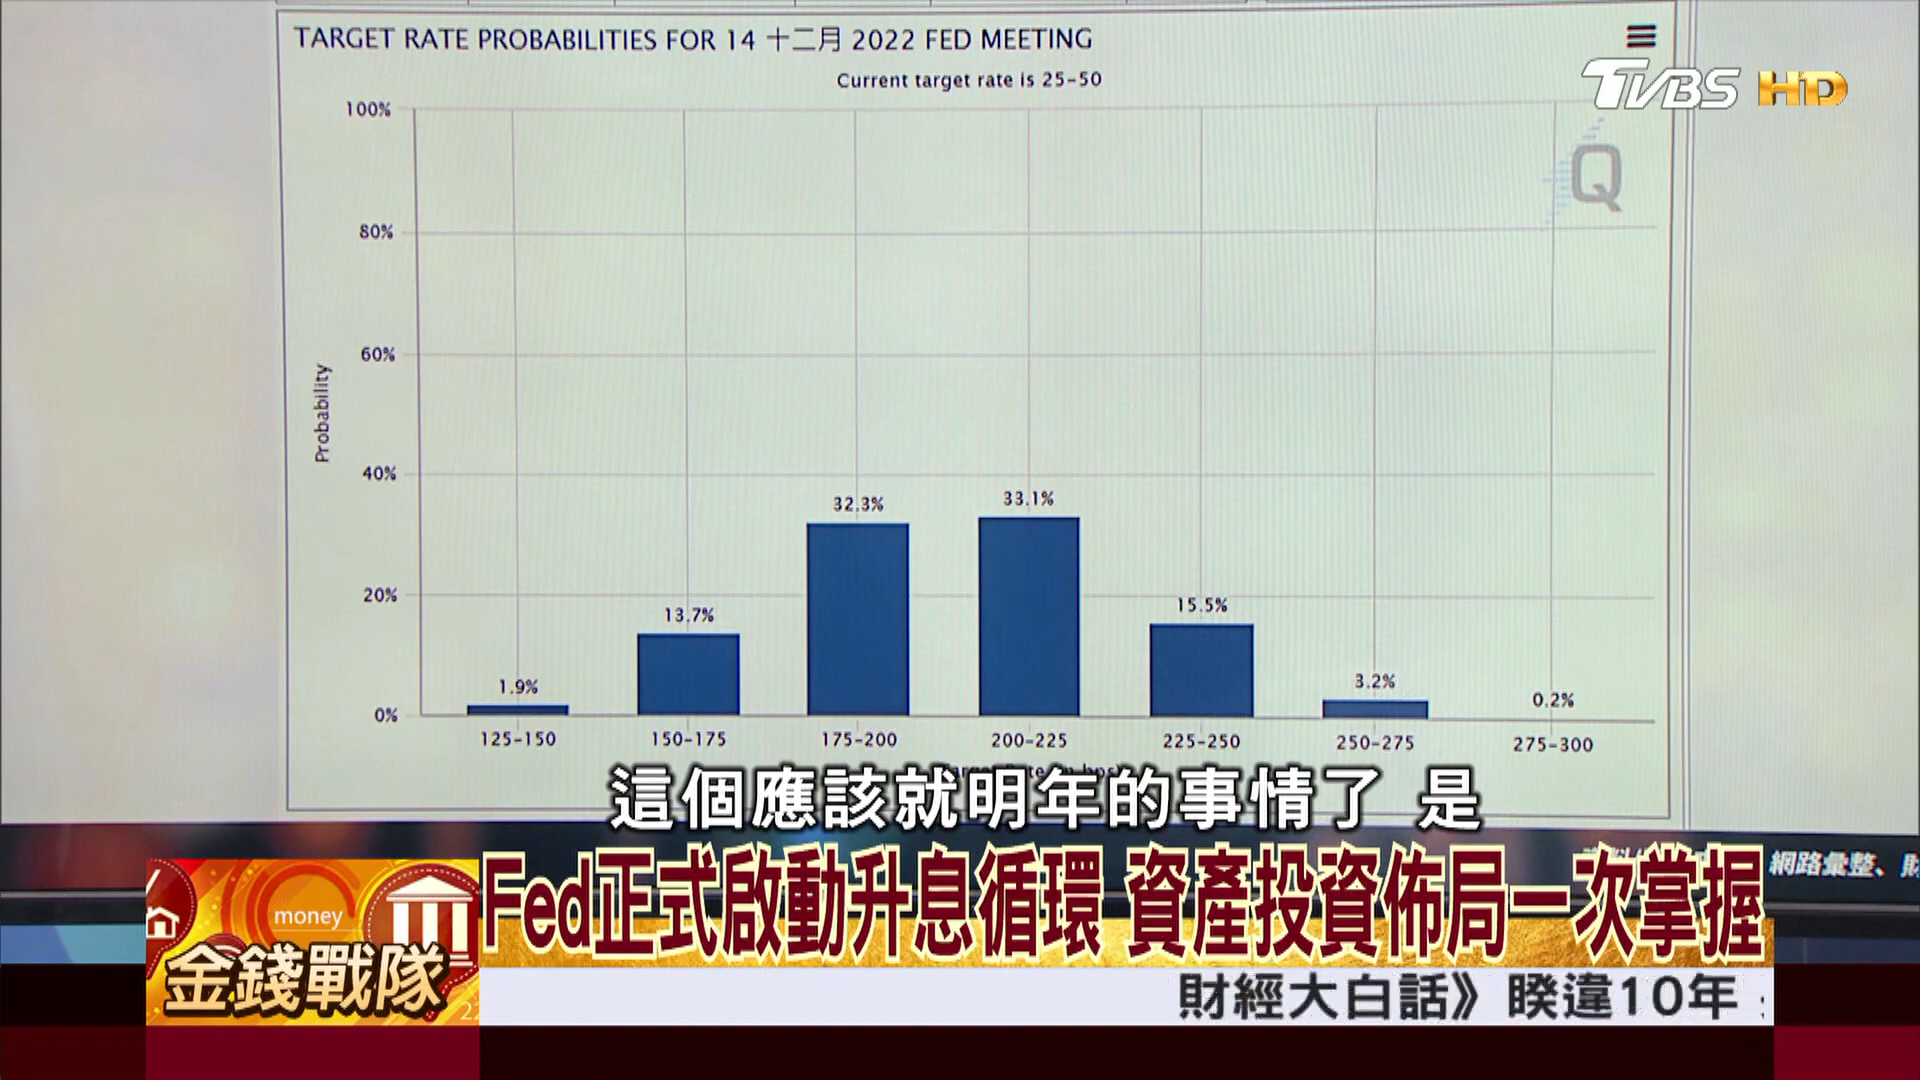 TARGET RATE PROBABILITIES FOR 14 十二月 2022 FED MEETING
Current target rate is 25-50
TVBS HD
Q
100%
80%
60%
40%
20%
0%
Probability
1.9%
13.7%
32.3%
33.1%
15.5%
3.2%
0.2%
125-150
150-175
175-200
200-225
225-250
250-275
275-300
這個應該就明年的事情了 是
網路彙整、財
money
金錢戰隊
Fed正式啟動升息循環 資產投資佈局一次掌握
財經大白話》睽違10年